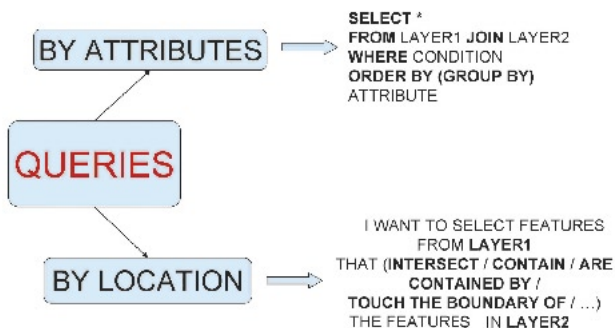 BY ATTRIBUTES
SELECT *
FROM LAYER1 JOIN LAYER2
WHERE CONDITION
ORDER BY (GROUP BY)
ATTRIBUTE
QUERIES
BY LOCATION
I WANT TO SELECT FEATURES
FROM LAYER1
THAT (INTERSECT / CONTAIN / ARE
CONTAINED BY /
TOUCH THE BOUNDARY OF / ...)
THE FEATURES IN LAYER2